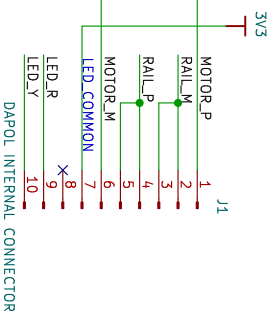 3V3
MOTOR_P
RAIL_M
RAIL_P
MOTOR_M
LED_COMMON
LED_R
LED_Y
J1
1
2
3
4
5
6
7
8
9
10
DAPOL INTERNAL CONNECTOR